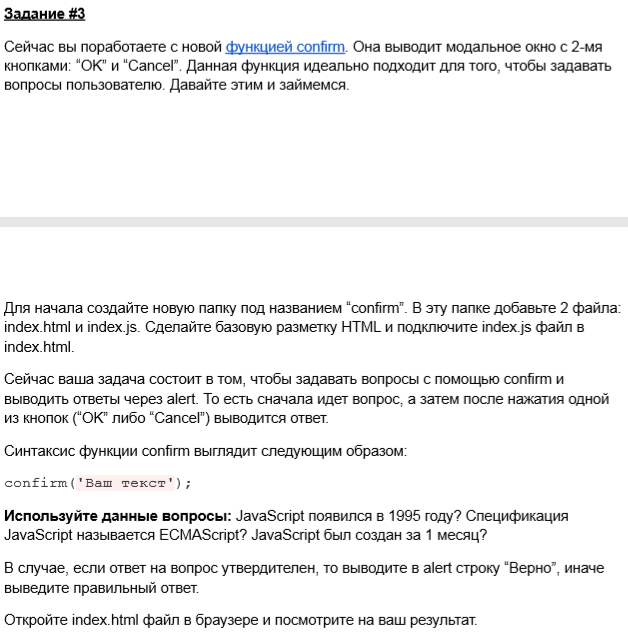 Задание #3
Сейчас вы поработаете с новой функцией confirm. Она выводит модальное окно с 2-мя
кнопками: “OK” и “Cancel”. Данная функция идеально подходит для того, чтобы задавать
вопросы пользователю. Давайте этим и займемся.
Для начала создайте новую папку под названием “confirm”. В эту папке добавьте 2 файла:
index.html и index.js. Сделайте базовую разметку HTML и подключите index.js файл в
index.html.
Сейчас ваша задача состоит в том, чтобы задавать вопросы с помощью confirm и
выводить ответы через alert. То есть сначала идет вопрос, а затем после нажатия одной
из кнопок (“OK” либо “Cancel”) выводится ответ.
Синтаксис функции confirm выглядит следующим образом:
confirm('Ваш текст');
Используйте данные вопросы: JavaScript появился в 1995 году? Спецификация
JavaScript называется ECMAScript? JavaScript был создан за 1 месяц?
В случае, если ответ на вопрос утвердителен, то выводите в alert строку “Верно”, иначе
выведите правильный ответ.
Откройте index.html файл в браузере и посмотрите на ваш результат.